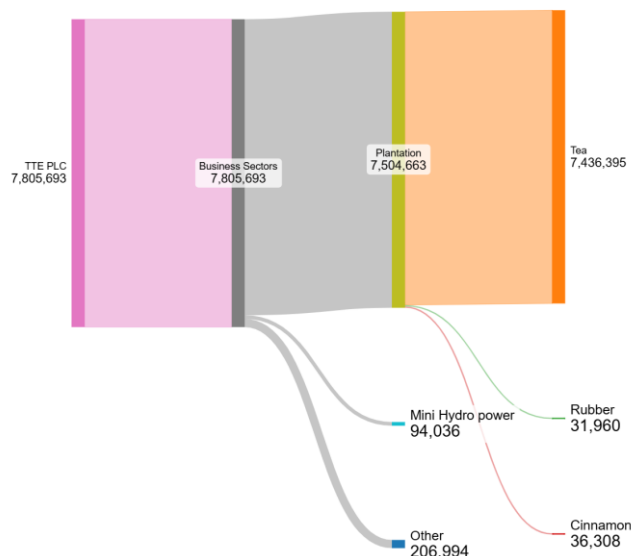 TTE PLC
7,805,693
Business Sectors
7,805,693
Plantation
7,504,663
Tea
7,436,395
Mini Hydro power
94,036
Rubber
31,960
Other
206,994
Cinnamon
36,308